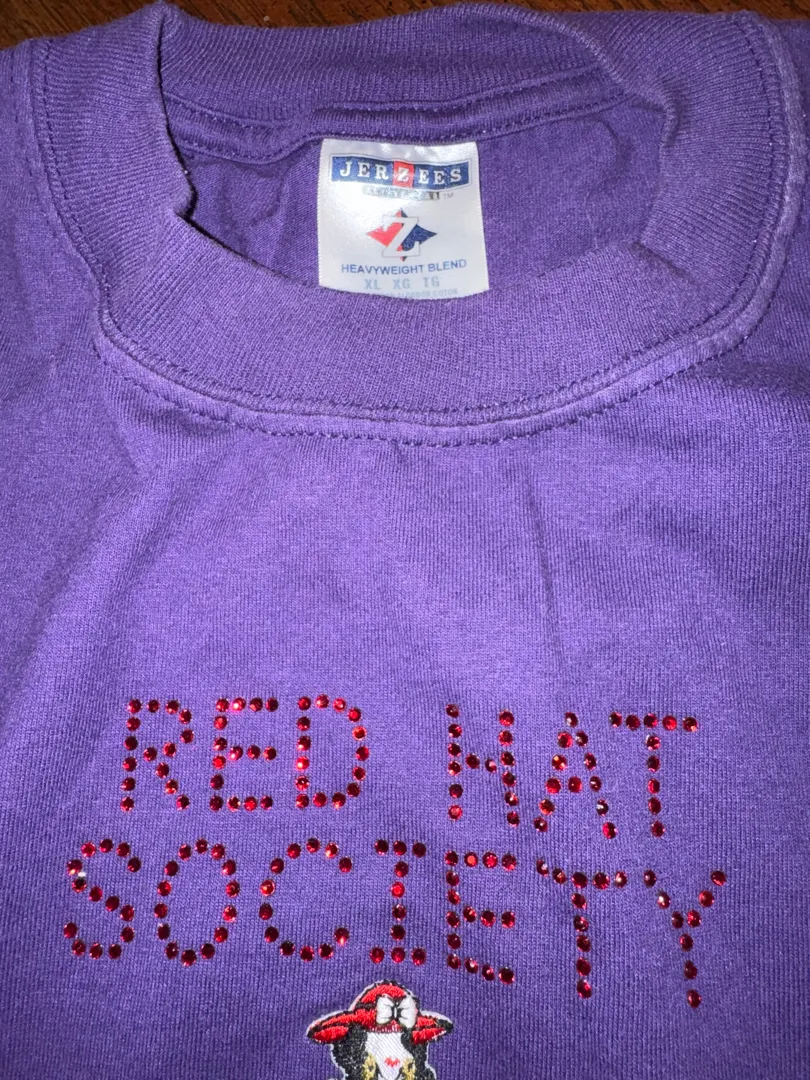 JERZEES
Z
HEAVYWEIGHT BLEND
XL XG TG
RED HAT
SOCIETY